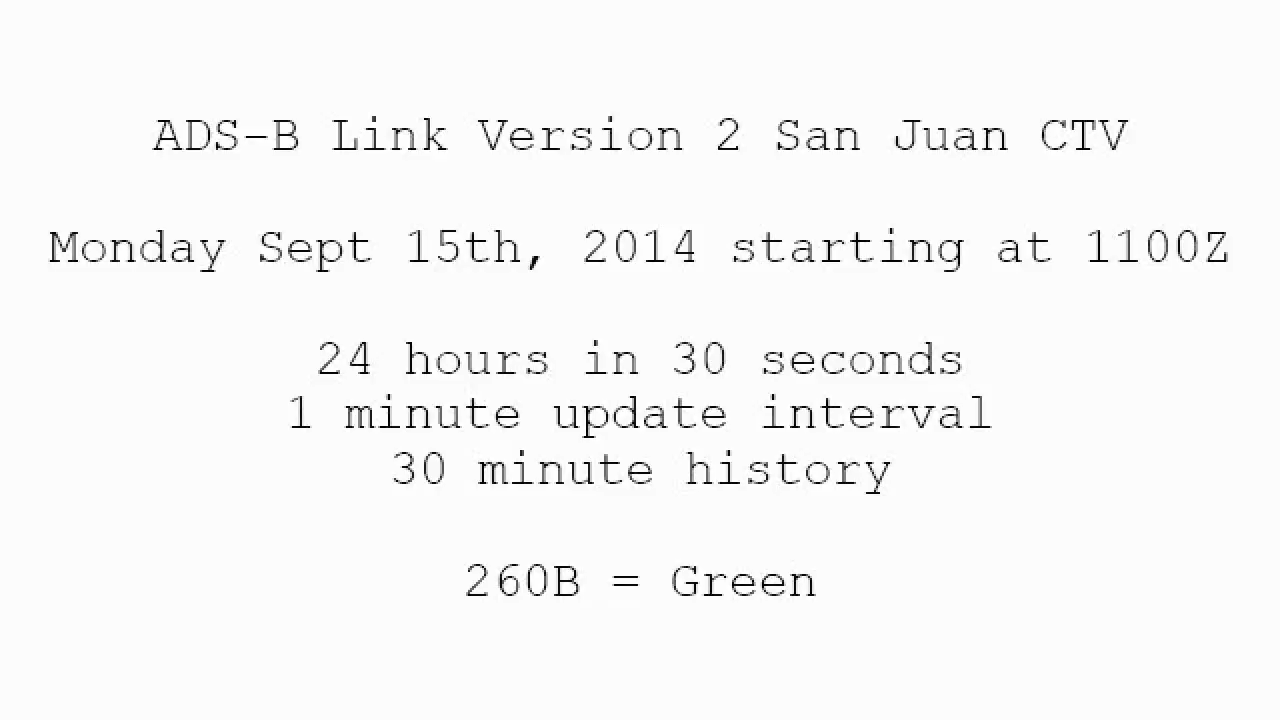 ADS-B Link Version 2 San Juan CTV
Monday Sept 15th, 2014 starting at 1100Z
24 hours in 30 seconds
1 minute update interval
30 minute history
260B = Green